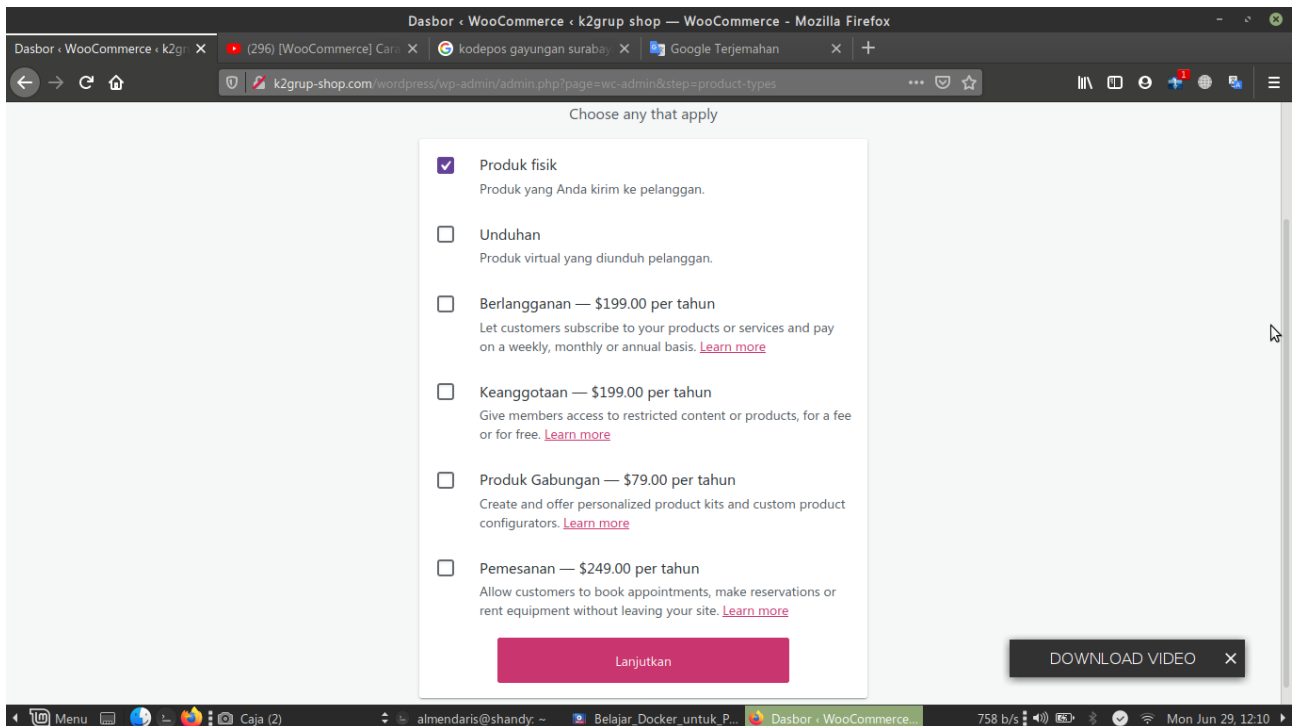 Dasbor ‹ WooCommerce ‹ k2grup shop — WooCommerce - Mozilla Firefox
Dasbor ‹ WooCommerce ‹ k2gr
(296) [WooCommerce] Cara
kodepos gayungan surabay
Google Terjemahan
k2grup-shop.com/wordpress/wp-admin/admin.php?page=wc-admin&step=product-types
1
Choose any that apply
Produk fisik
Produk yang Anda kirim ke pelanggan.
Unduhan
Produk virtual yang diunduh pelanggan.
Berlangganan — $199.00 per tahun
Let customers subscribe to your products or services and pay
on a weekly, monthly or annual basis. Learn more
Keanggotaan — $199.00 per tahun
Give members access to restricted content or products, for a fee
or for free. Learn more
Produk Gabungan — $79.00 per tahun
Create and offer personalized product kits and custom product
configurators. Learn more
Pemesanan — $249.00 per tahun
Allow customers to book appointments, make reservations or
rent equipment without leaving your site. Learn more
Lanjutkan
DOWNLOAD VIDEO
Menu
Caja (2)
almendaris@shandy: ~
Belajar_Docker_untuk_P...
Dasbor ‹ WooCommerce...
758 b/s
Mon Jun 29, 12:10